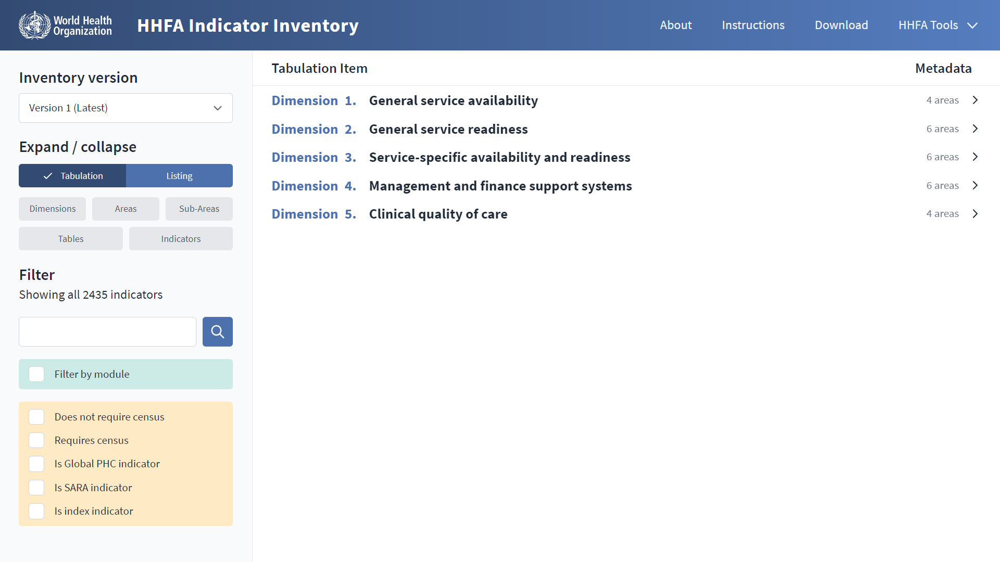 World Health
Organization
HHFA Indicator Inventory
About
Instructions
Download
HHFA Tools
Inventory version
Version 1 (Latest)
Expand / collapse
Tabulation
Listing
Dimensions
Areas
Sub-Areas
Tables
Indicators
Filter
Showing all 2435 indicators
Filter by module
Does not require census
Requires census
Is Global PHC indicator
Is SARA indicator
Is index indicator
Tabulation Item
Metadata
Dimension 1. General service availability 4 areas
Dimension 2. General service readiness 6 areas
Dimension 3. Service-specific availability and readiness 6 areas
Dimension 4. Management and finance support systems 6 areas
Dimension 5. Clinical quality of care 4 areas